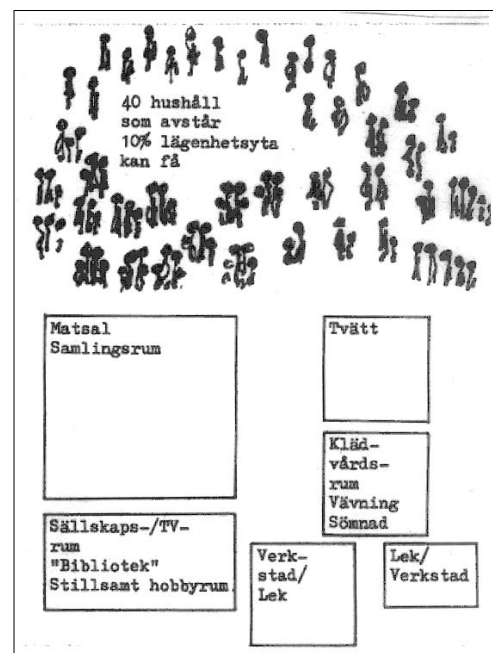 40 hushåll
som avstår
10% lägenhetsyta
kan få
Matsal
Samlingsrum
Tvätt
Kläd-
vårds-
rum
Vävning
Sömnad
Sällskaps-/TV-
rum
"Bibliotek"
Stillsamt hobbyrum
Verk-
stad/
Lek
Lek/
Verkstad